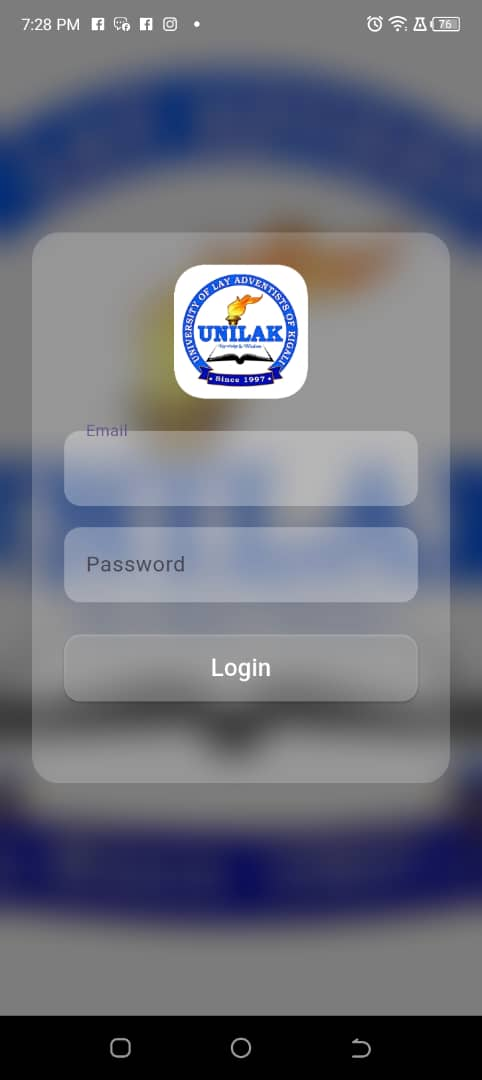 7:28 PM
76
UNIVERSITY OF LAY ADVENTISTS OF KIGALI
UNILAK
Since 1997
Email
Password
Login